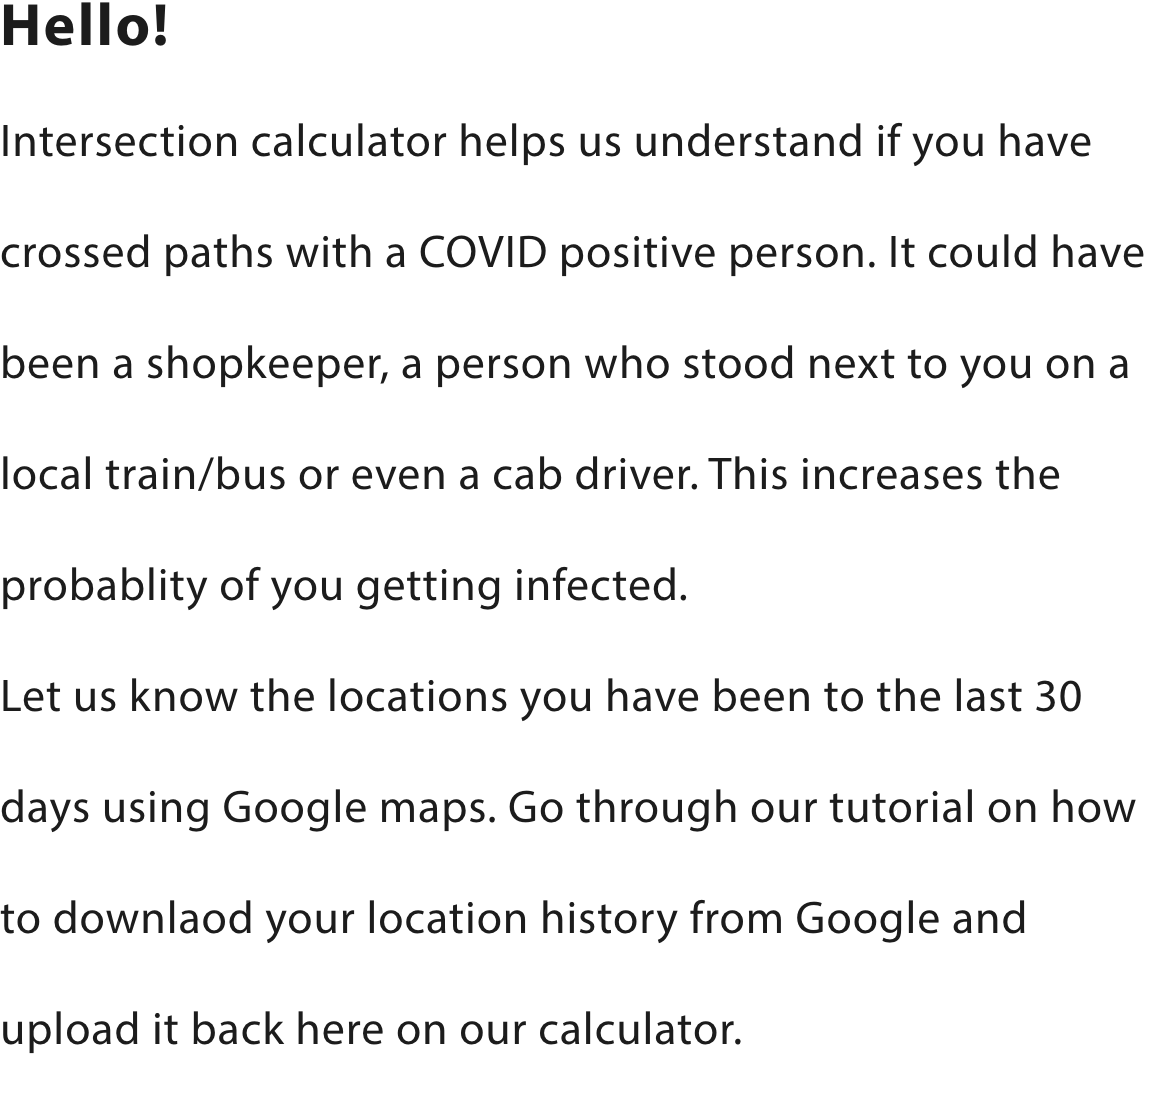 Hello!
Intersection calculator helps us understand if you have
crossed paths with a COVID positive person. It could have
been a shopkeeper, a person who stood next to you on a
local train/bus or even a cab driver. This increases the
probablity of you getting infected.
Let us know the locations you have been to the last 30
days using Google maps. Go through our tutorial on how
to downlaod your location history from Google and
upload it back here on our calculator.